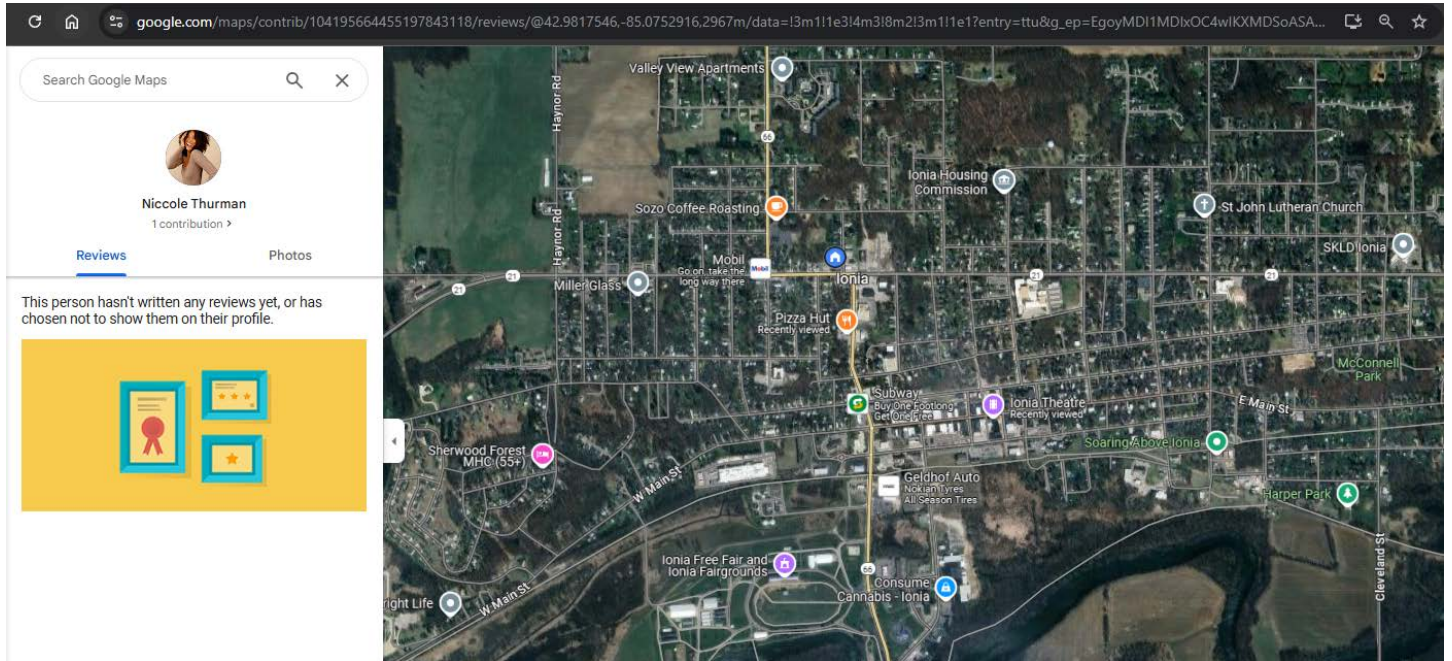 google.com/maps/contrib/104195664455197843118/reviews/@42.9817546,-85.0752916,2967m/data=!3m1!1e3!4m3!8m2!3m1!1e1?entry=ttu&g_ep=EgoyMDI1MDIxOC4wIKXMDSoASA...
Search Google Maps
Niccole Thurman
1 contribution >
Reviews
Photos
This person hasn't written any reviews yet, or has
chosen not to show them on their profile.
Valley View Apartments
Haynor Rd
66
Ionia Housing
Commission
Sozo Coffee Roasting
St John Lutheran Church
Haynor Rd
SKLD Ionia
Mobil
Go on, take the
long way there
Mobil
Ionia
21
21
21
21
Miller Glass
Pizza Hut
Recently viewed
McConnell
Park
Subway
Buy One Footlong
Get One Free
Ionia Theatre
Recently viewed
E Main St
Soaring Above Ionia
Sherwood Forest
MHC (55+)
W Main St
Geldhof Auto
Nokian Tyres
All Season Tires
Harper Park
Ionia Free Fair and
Ionia Fairgrounds
66
Consume
Cannabis - Ionia
Cleveland St
right Life
W Main St